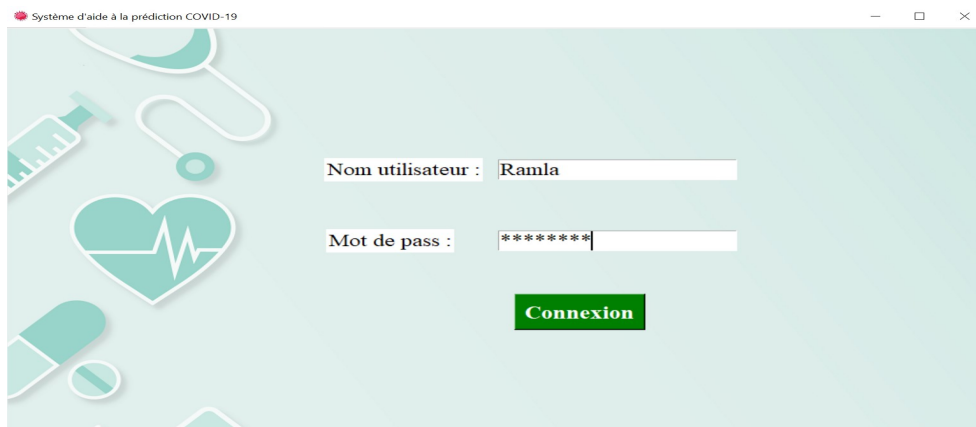 Système d'aide à la prédiction COVID-19
Nom utilisateur : Ramla
Mot de pass : ********
Connexion